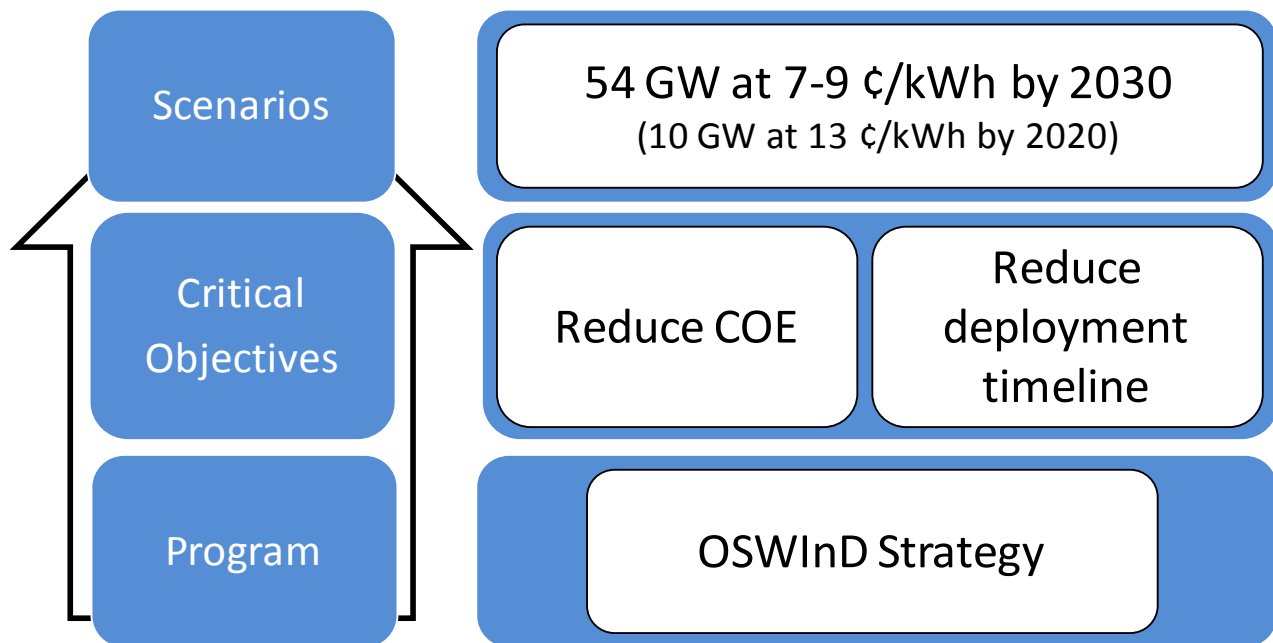 Scenarios
54 GW at 7-9 ¢/kWh by 2030
(10 GW at 13 ¢/kWh by 2020)
Critical
Objectives
Reduce COE
Reduce
deployment
timeline
Program
OSWInD Strategy